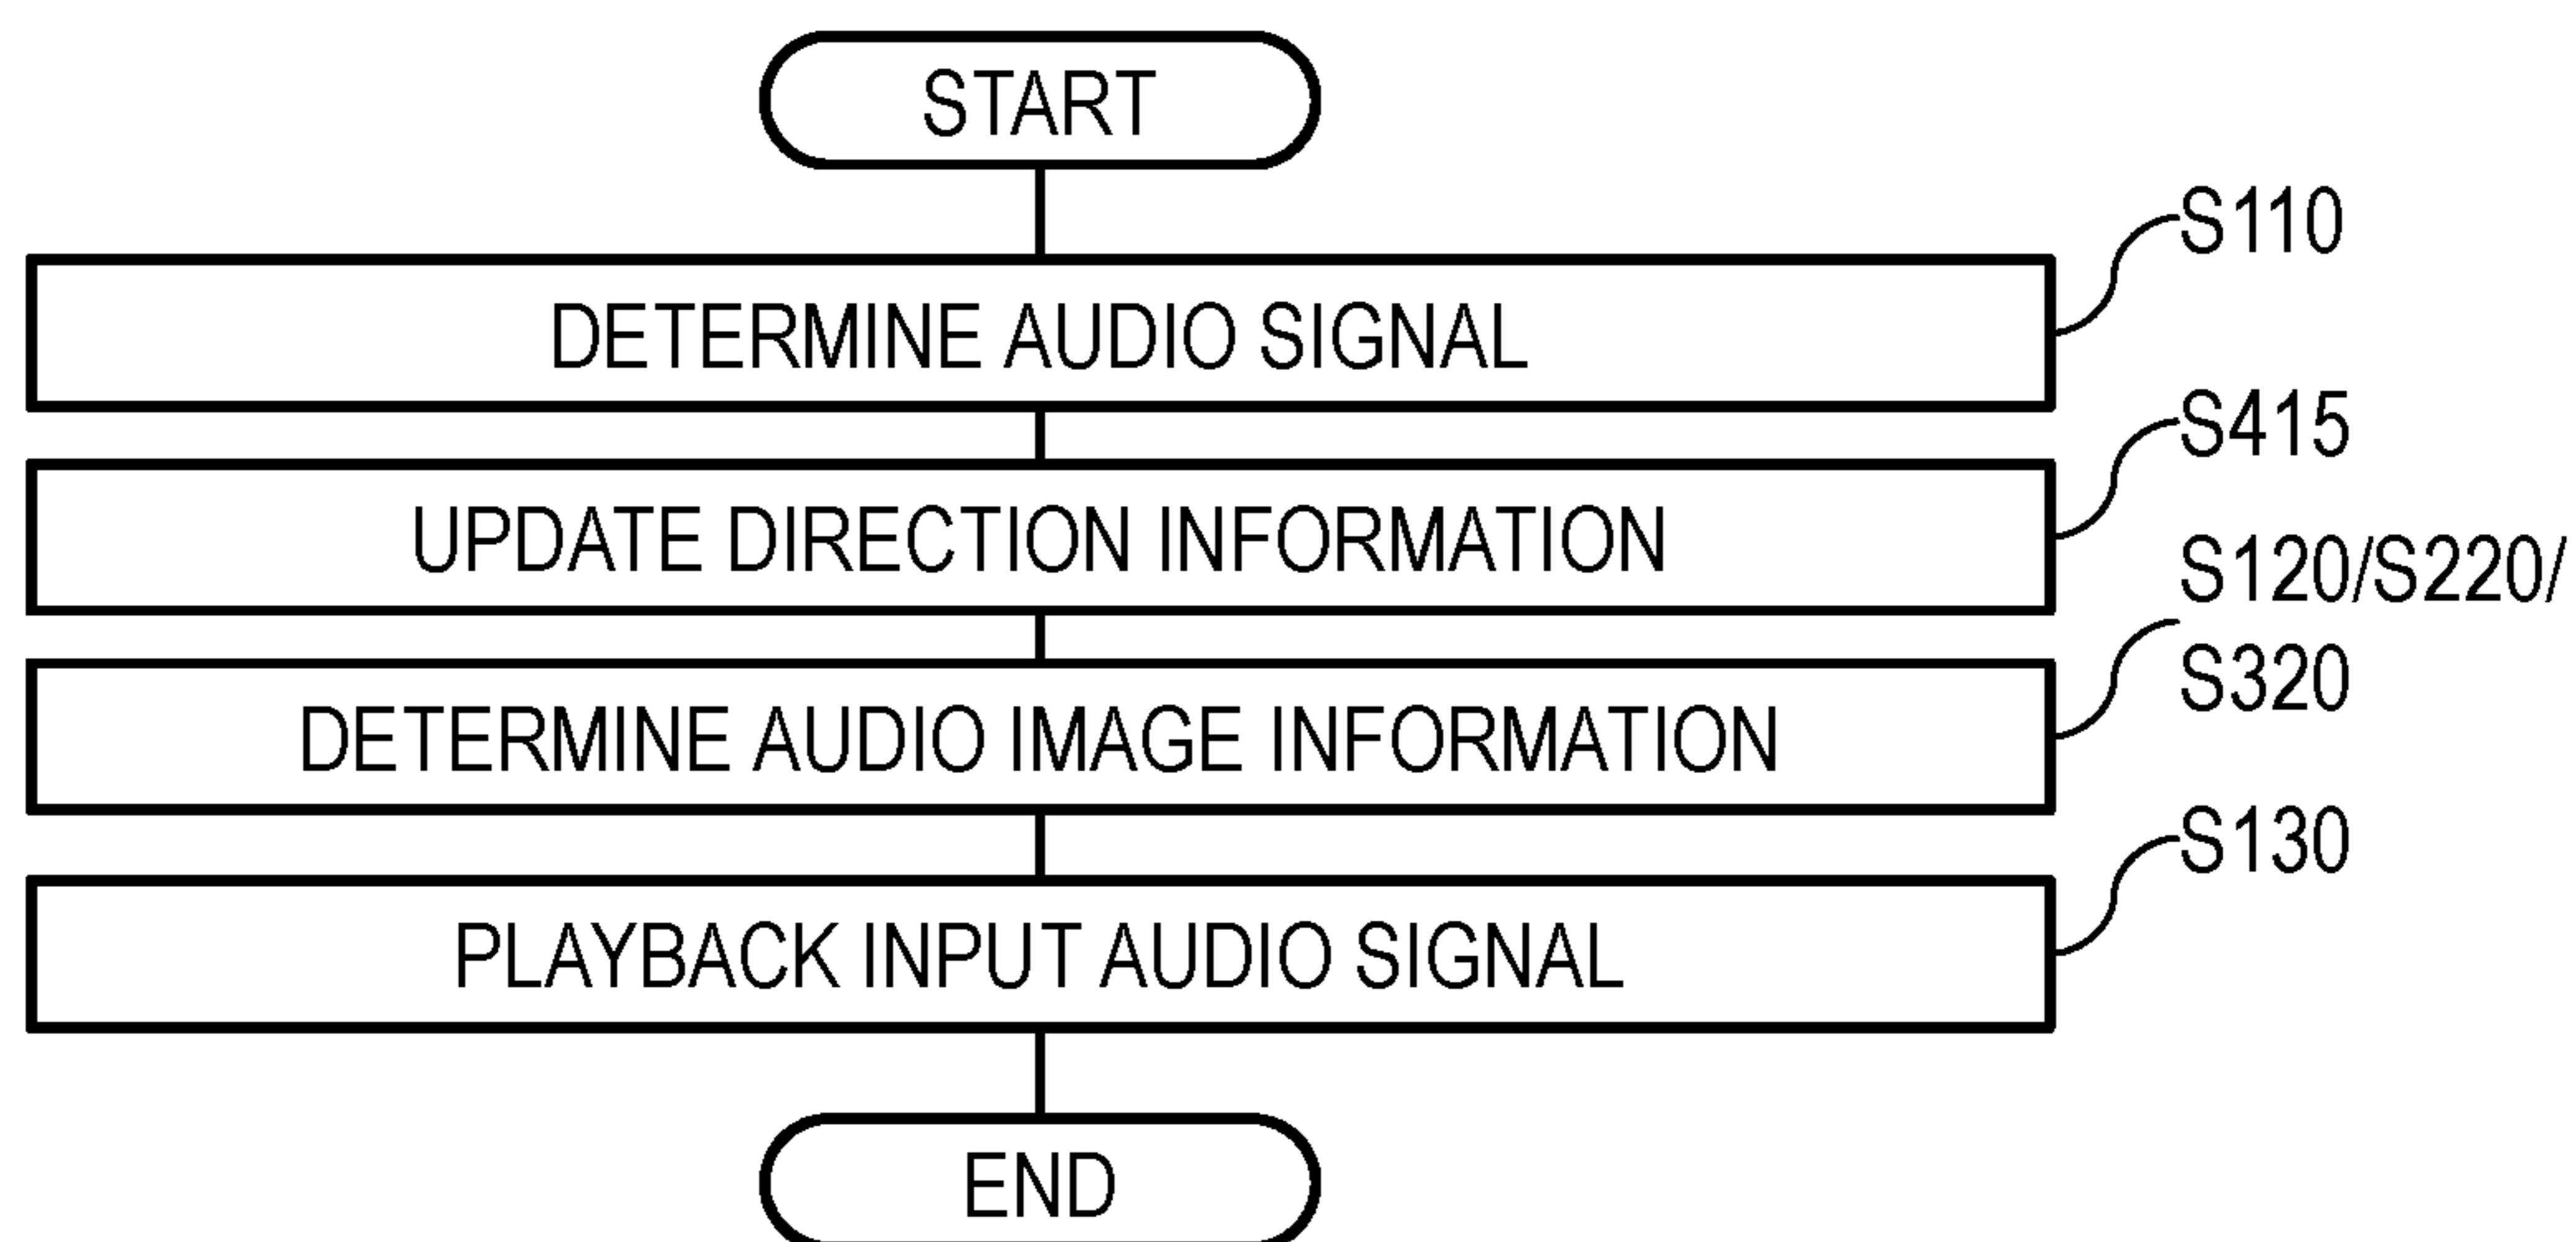 START
S110
DETERMINE AUDIO SIGNAL
S415
UPDATE DIRECTION INFORMATION
S120/S220/
S320
DETERMINE AUDIO IMAGE INFORMATION
S130
PLAYBACK INPUT AUDIO SIGNAL
END